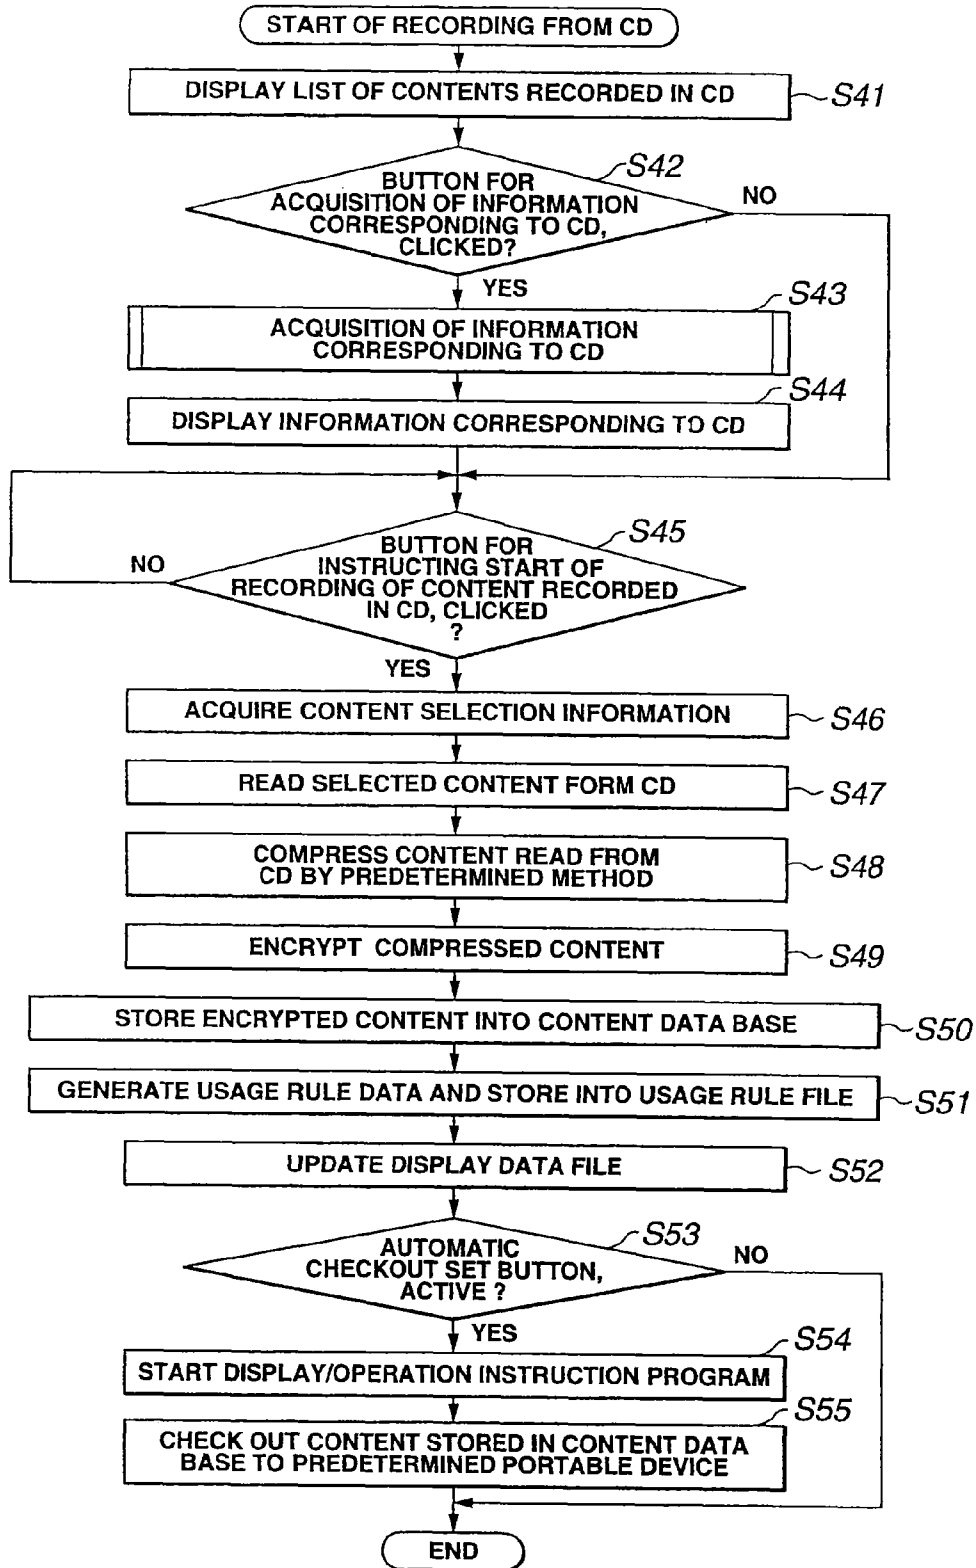 START OF RECORDING FROM CD
DISPLAY LIST OF CONTENTS RECORDED IN CD
S41
S42
BUTTON FOR
ACQUISITION OF INFORMATION
CORRESPONDING TO CD,
CLICKED?
NO
YES
S43
ACQUISITION OF INFORMATION
CORRESPONDING TO CD
S44
DISPLAY INFORMATION CORRESPONDING TO CD
S45
BUTTON FOR
INSTRUCTING START OF
RECORDING OF CONTENT RECORDED
IN CD, CLICKED
?
NO
YES
ACQUIRE CONTENT SELECTION INFORMATION
S46
READ SELECTED CONTENT FORM CD
S47
COMPRESS CONTENT READ FROM
CD BY PREDETERMINED METHOD
S48
ENCRYPT COMPRESSED CONTENT
S49
STORE ENCRYPTED CONTENT INTO CONTENT DATA BASE
S50
GENERATE USAGE RULE DATA AND STORE INTO USAGE RULE FILE
S51
UPDATE DISPLAY DATA FILE
S52
S53
AUTOMATIC
CHECKOUT SET BUTTON,
ACTIVE ?
NO
YES
S54
START DISPLAY/OPERATION INSTRUCTION PROGRAM
S55
CHECK OUT CONTENT STORED IN CONTENT DATA
BASE TO PREDETERMINED PORTABLE DEVICE
END